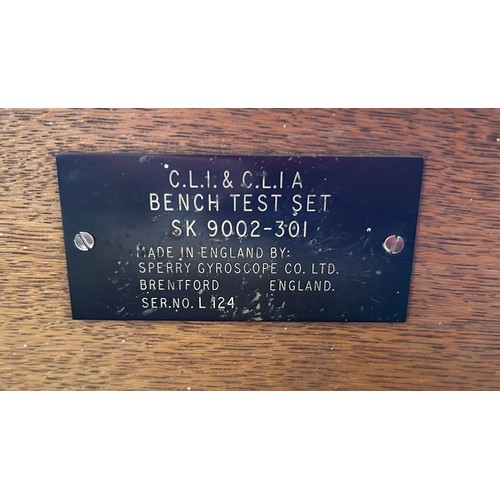 C.L.I. & C.L.I A
BENCH TEST SET
SK 9002-301
MADE IN ENGLAND BY:
SPERRY GYROSCOPE CO. LTD.
BRENTFORD ENGLAND.
SER.NO. L 124